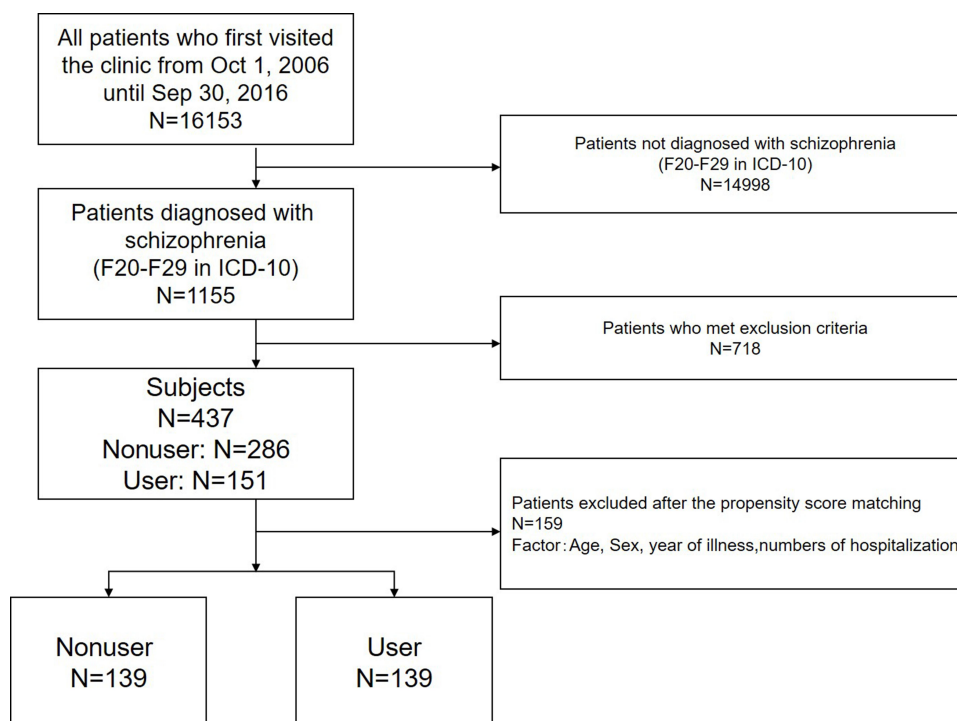 All patients who first visited
the clinic from Oct 1, 2006
until Sep 30, 2016
N=16153
Patients not diagnosed with schizophrenia
(F20-F29 in ICD-10)
N=14998
Patients diagnosed with
schizophrenia
(F20-F29 in ICD-10)
N=1155
Patients who met exclusion criteria
N=718
Subjects
N=437
Nonuser: N=286
User: N=151
Patients excluded after the propensity score matching
N=159
Factor：Age, Sex, year of illness,numbers of hospitalization
Nonuser
N=139
User
N=139